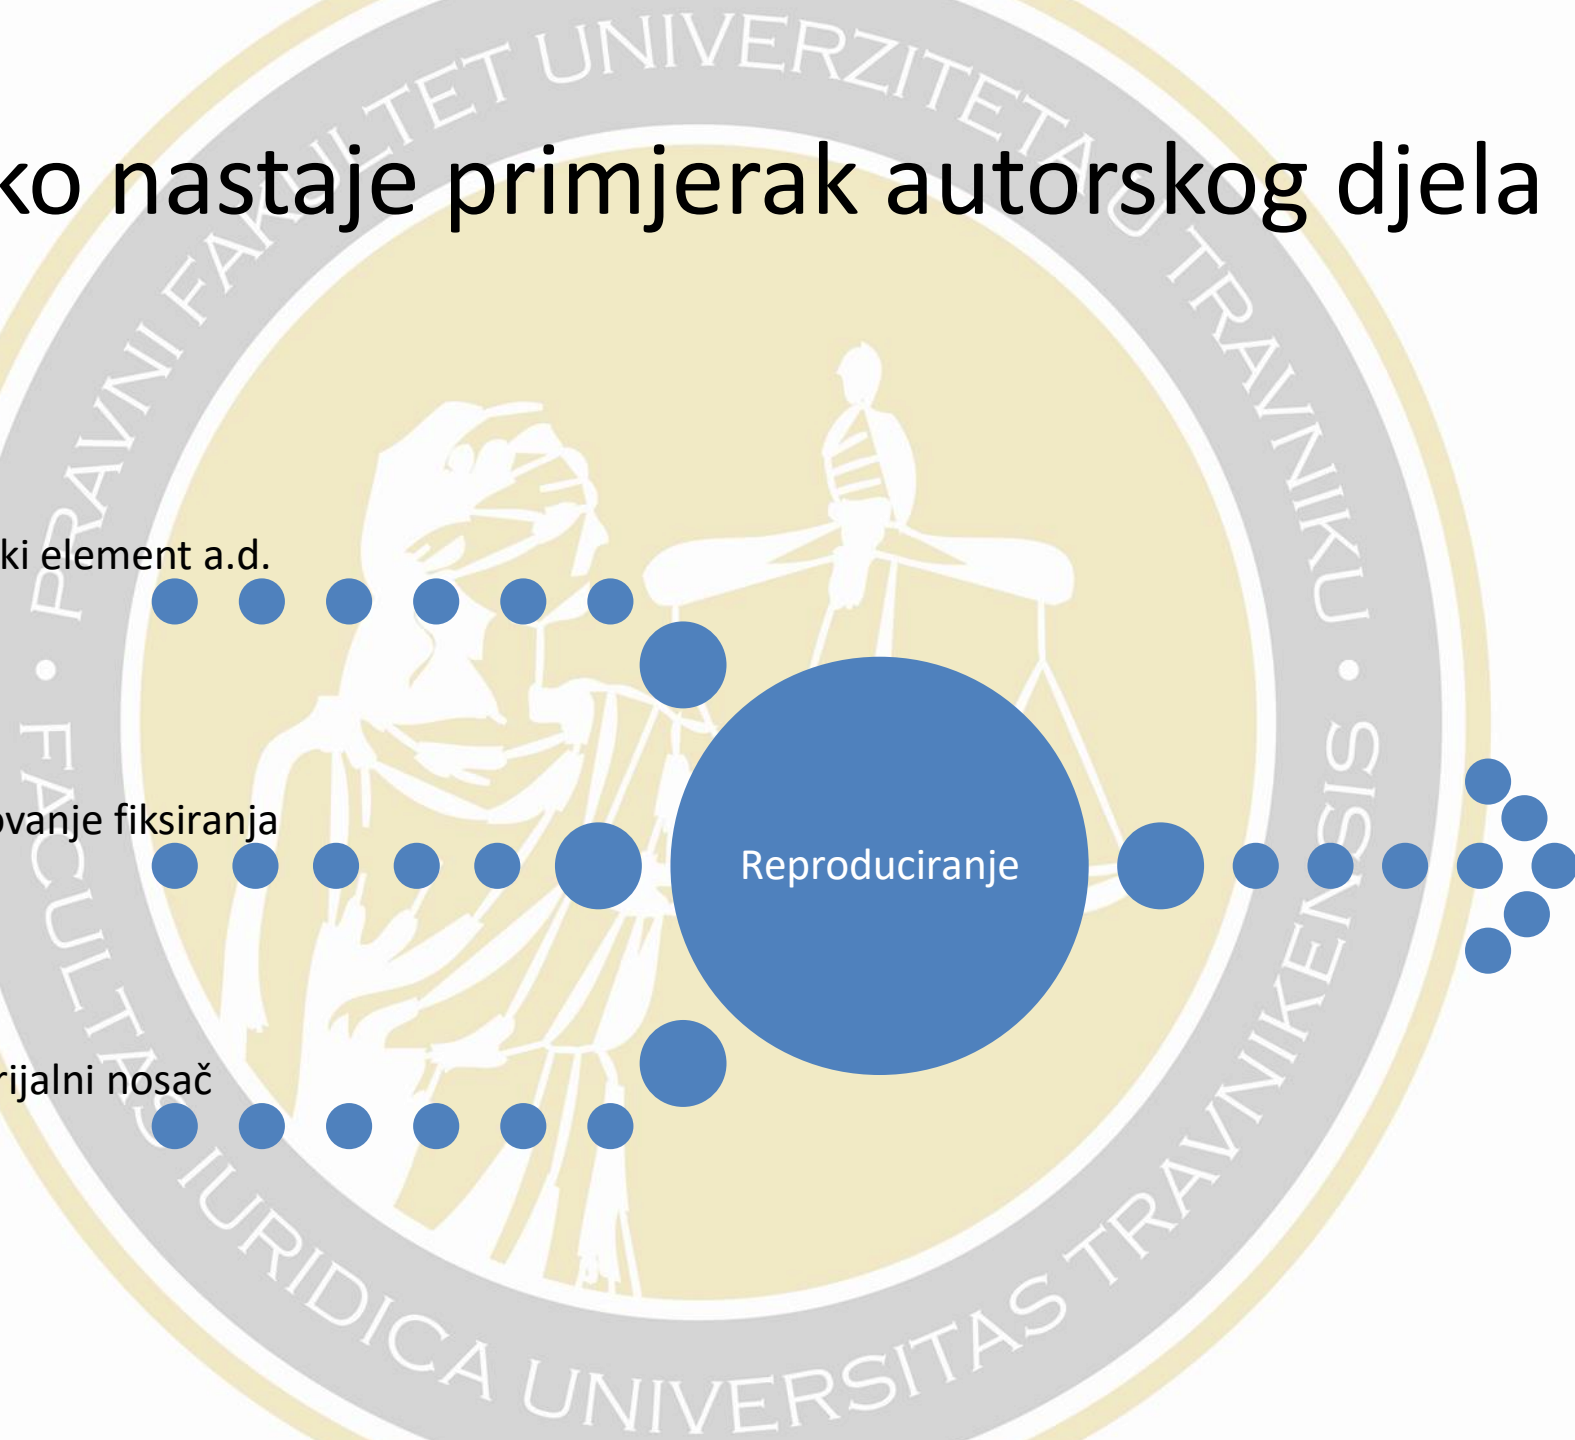 ko nastaje primjerak autorskog djela
ki element a.d.
ovanje fiksiranja
Reproduciranje
rijalni nosač
PRAVNI FAKULTET UNIVERZITETA U TRAVNIKU •
• FACULTAS IURIDICA UNIVERSITAS TRAVNIKENSIS